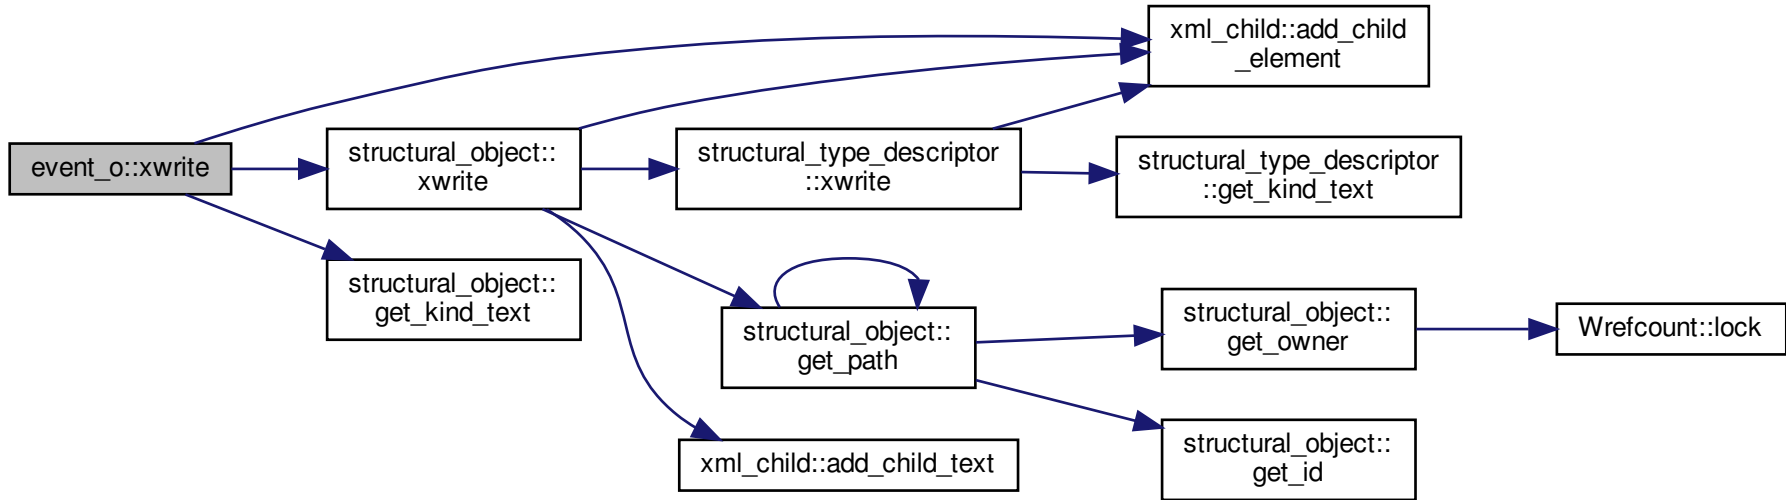 xml_child::add_child
_element
event_o::xwrite
structural_object::
xwrite
structural_type_descriptor
::xwrite
structural_type_descriptor
::get_kind_text
structural_object::
get_kind_text
structural_object::
get_path
structural_object::
get_owner
Wrefcount::lock
xml_child::add_child_text
structural_object::
get_id